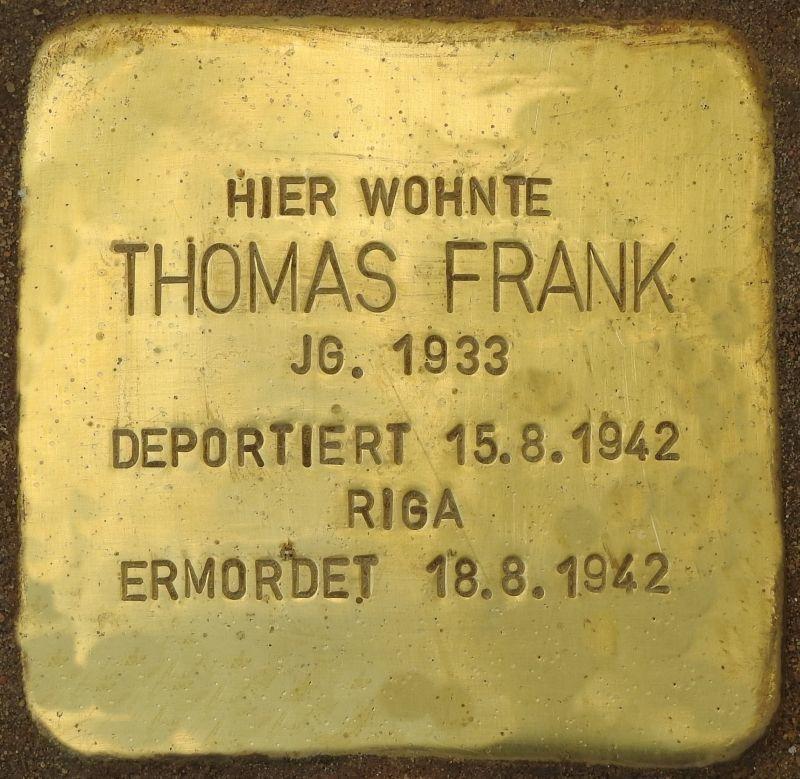 HIER WOHNTE
THOMAS FRANK
JG. 1933
DEPORTIERT 15.8.1942
RIGA
ERMORDET 18.8.1942